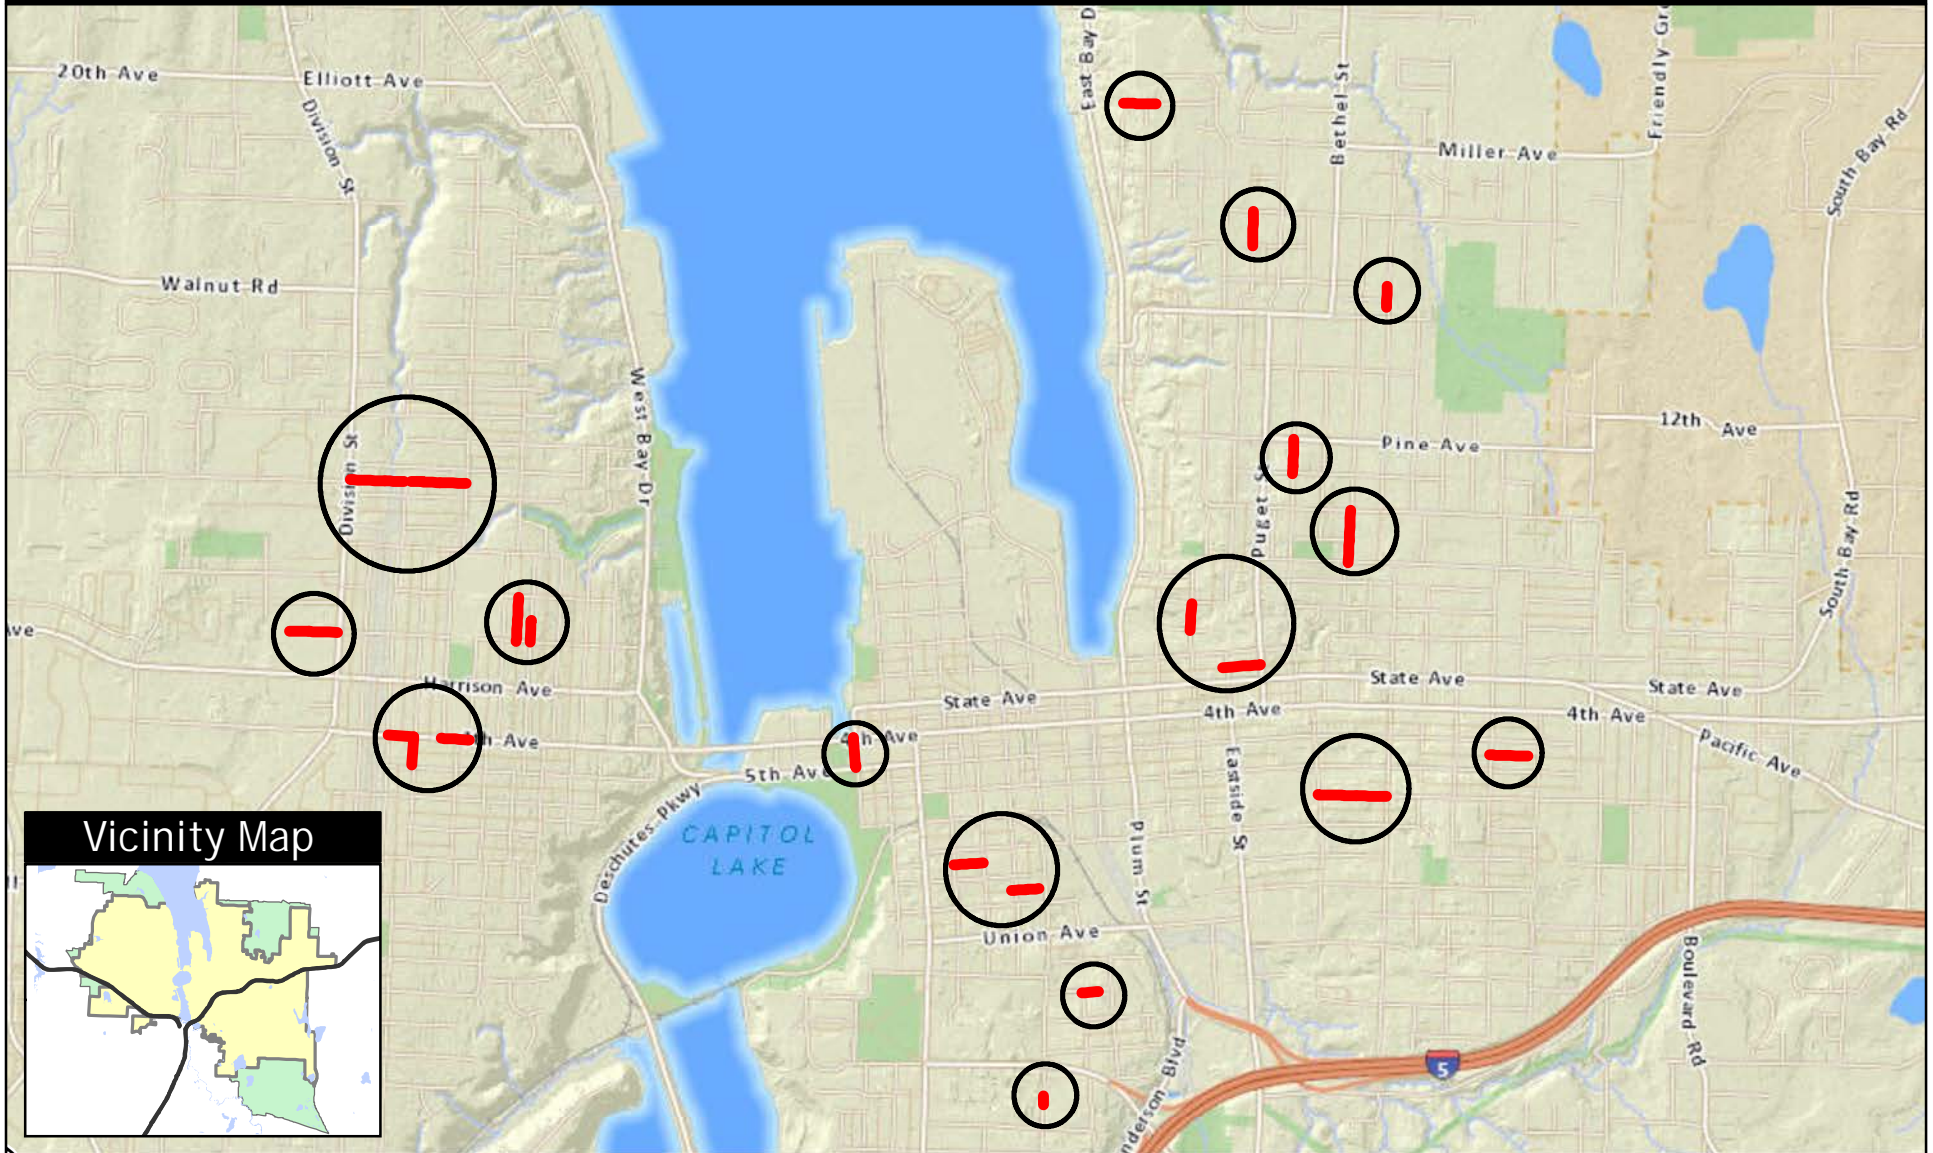 20th Ave
Elliott Ave
Division St
East Bay D
Bethel St
Miller Ave
Friendly Gr
South Bay Rd
Walnut Rd
West Bay Dr
Division St
Pine Ave
12th Ave
Puget St
South Bay Rd
Ave
Harrison Ave
4th Ave
State Ave
4th Ave
5th Ave
State Ave
4th Ave
State Ave
4th Ave
Pacific Ave
Eastside St
Plum St
Deschutes Pkwy
CAPITOL
LAKE
Union Ave
Boulevard Rd
nderson Blvd
5
Vicinity Map